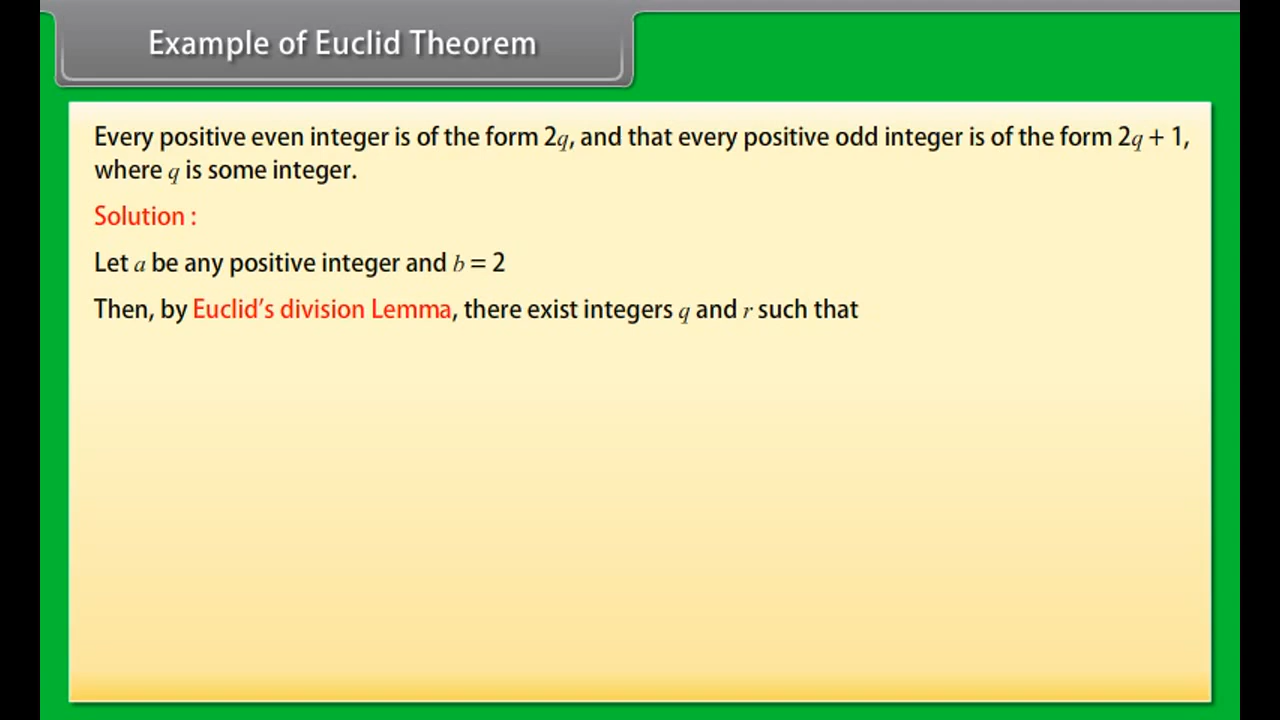 Example of Euclid Theorem
Every positive even integer is of the form 2q, and that every positive odd integer is of the form 2q + 1,
where q is some integer.
Solution :
Let a be any positive integer and b = 2
Then, by Euclid's division Lemma, there exist integers q and r such that